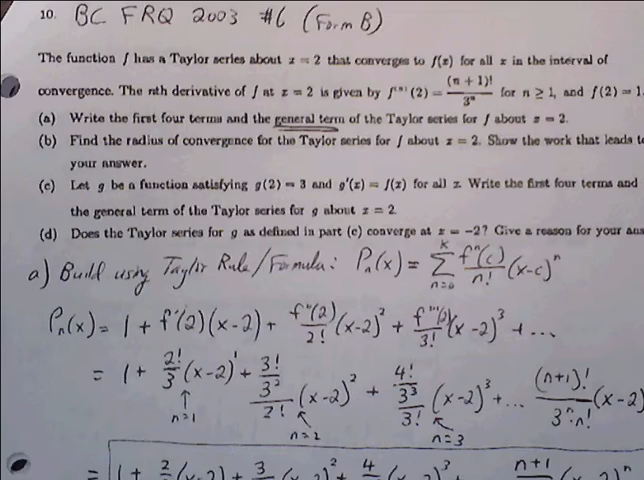 10. BC FRQ 2003 #6 (Form B)
The function f has a Taylor series about x = 2 that converges to f(x) for all x in the interval of
convergence. The nth derivative of f at x = 2 is given by f^(n)(2) = (n + 1)!/3^n for n ≥ 1, and f(2) = 1.
(a) Write the first four terms and the general term of the Taylor series for f about x = 2.
(b) Find the radius of convergence for the Taylor series for f about x = 2. Show the work that leads to
your answer.
(c) Let g be a function satisfying g(2) = 3 and g'(x) = f(x) for all x. Write the first four terms and
the general term of the Taylor series for g about x = 2.
(d) Does the Taylor series for g as defined in part (c) converge at x = -2? Give a reason for your ans
a) Build using Taylor Rule/Formula: Pn(x) = K Σ n=0 f^n(c)/n! (x-c)^n
Pn(x) = 1 + f'(2)(x-2) + f''(2)/2! (x-2)^2 + f'''(2)/3! (x-2)^3 + ...
= 1 + 2!/3 (x-2)^1 + 3!/3^2/2! (x-2)^2 + 4!/3^3/3! (x-2)^3 + ... (n+1)!/3^n·n! (x-2)
n=1 n=2 n=3
= 1 + 2/3 (x-2) + 3 (x-2)^2 + 4 (x-2)^3 n+1 (x-2)^n